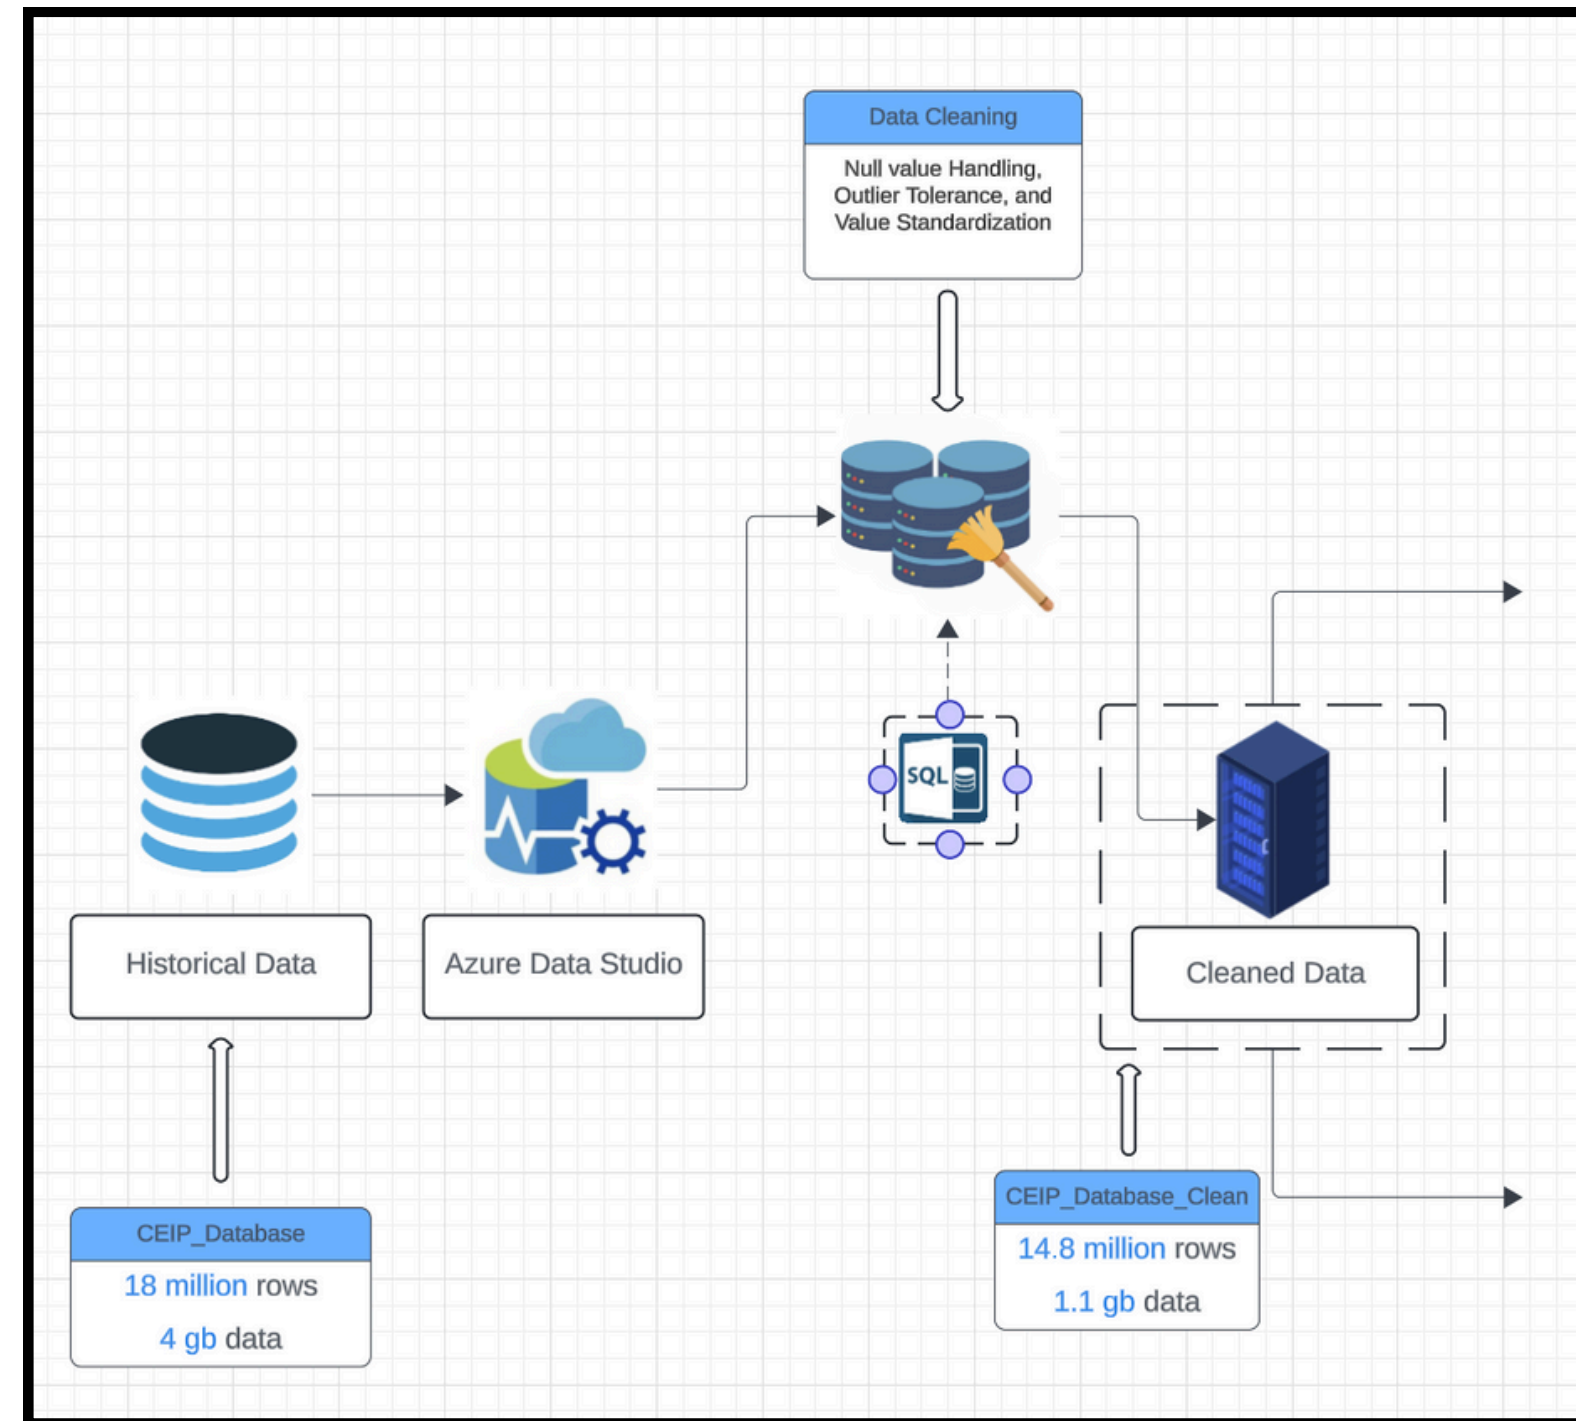 Data Cleaning
Null value Handling,
Outlier Tolerance, and
Value Standardization
SQL
Historical Data
Azure Data Studio
Cleaned Data
CEIP_Database
18 million rows
4 gb data
CEIP_Database_Clean
14.8 million rows
1.1 gb data